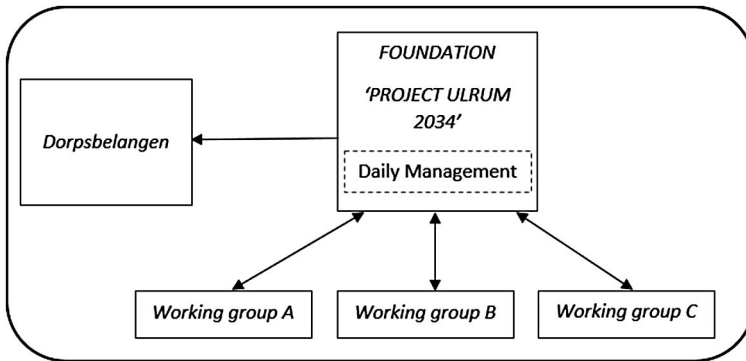 FOUNDATION
‘PROJECT ULRUM
2034’
Dorpsbelangen
Daily Management
Working group A
Working group B
Working group C